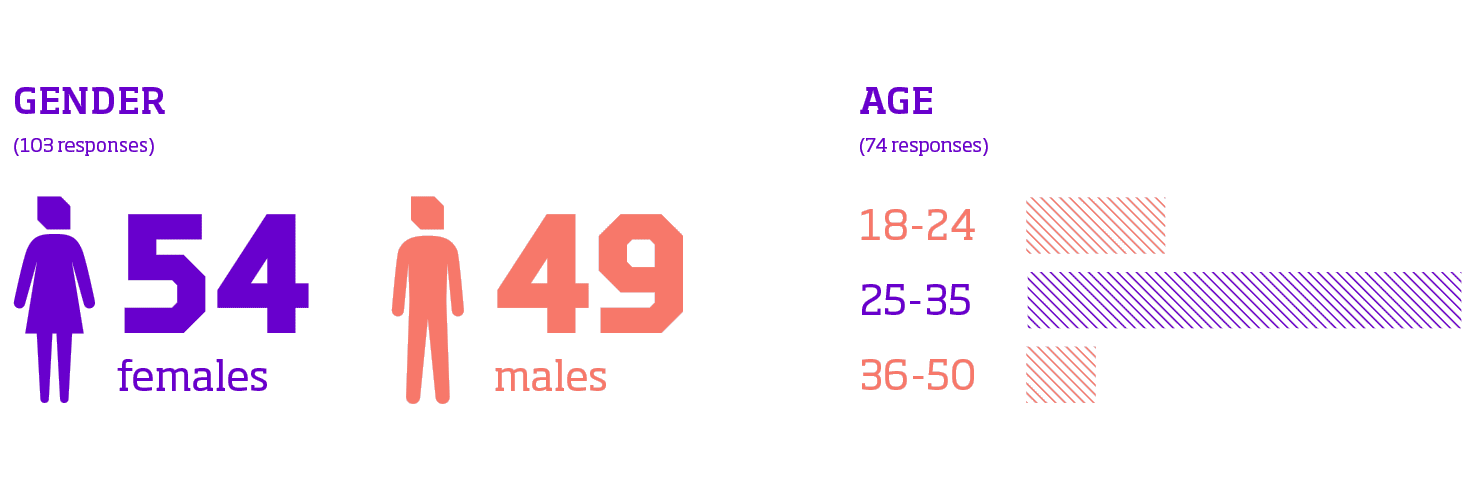 GENDER
(103 responses)
54
females
49
males
AGE
(74 responses)
18-24
25-35
36-50